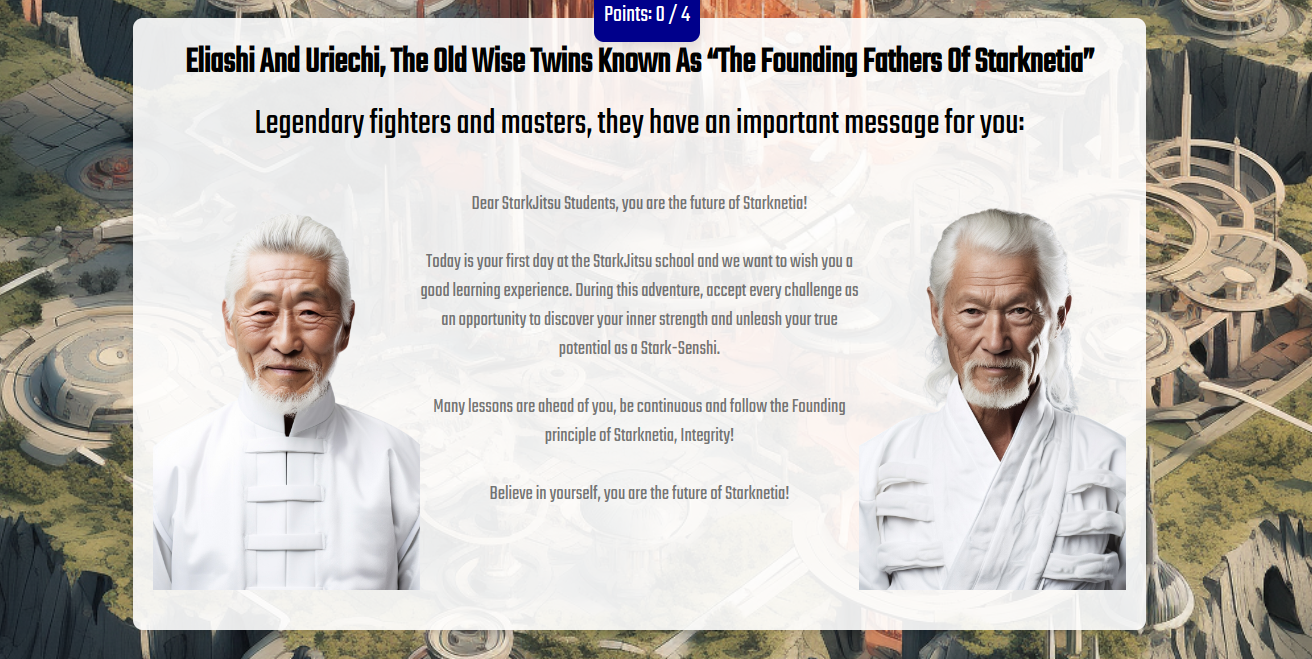 Points: 0 / 4
Eliashi And Uriechi, The Old Wise Twins Known As “The Founding Fathers Of Starknetia”
Legendary fighters and masters, they have an important message for you:
Dear StarkJitsu Students, you are the future of Starknetia!
Today is your first day at the StarkJitsu school and we want to wish you a
good learning experience. During this adventure, accept every challenge as
an opportunity to discover your inner strength and unleash your true
potential as a Stark-Senshi.
Many lessons are ahead of you, be continuous and follow the Founding
principle of Starknetia, Integrity!
Believe in yourself, you are the future of Starknetia!